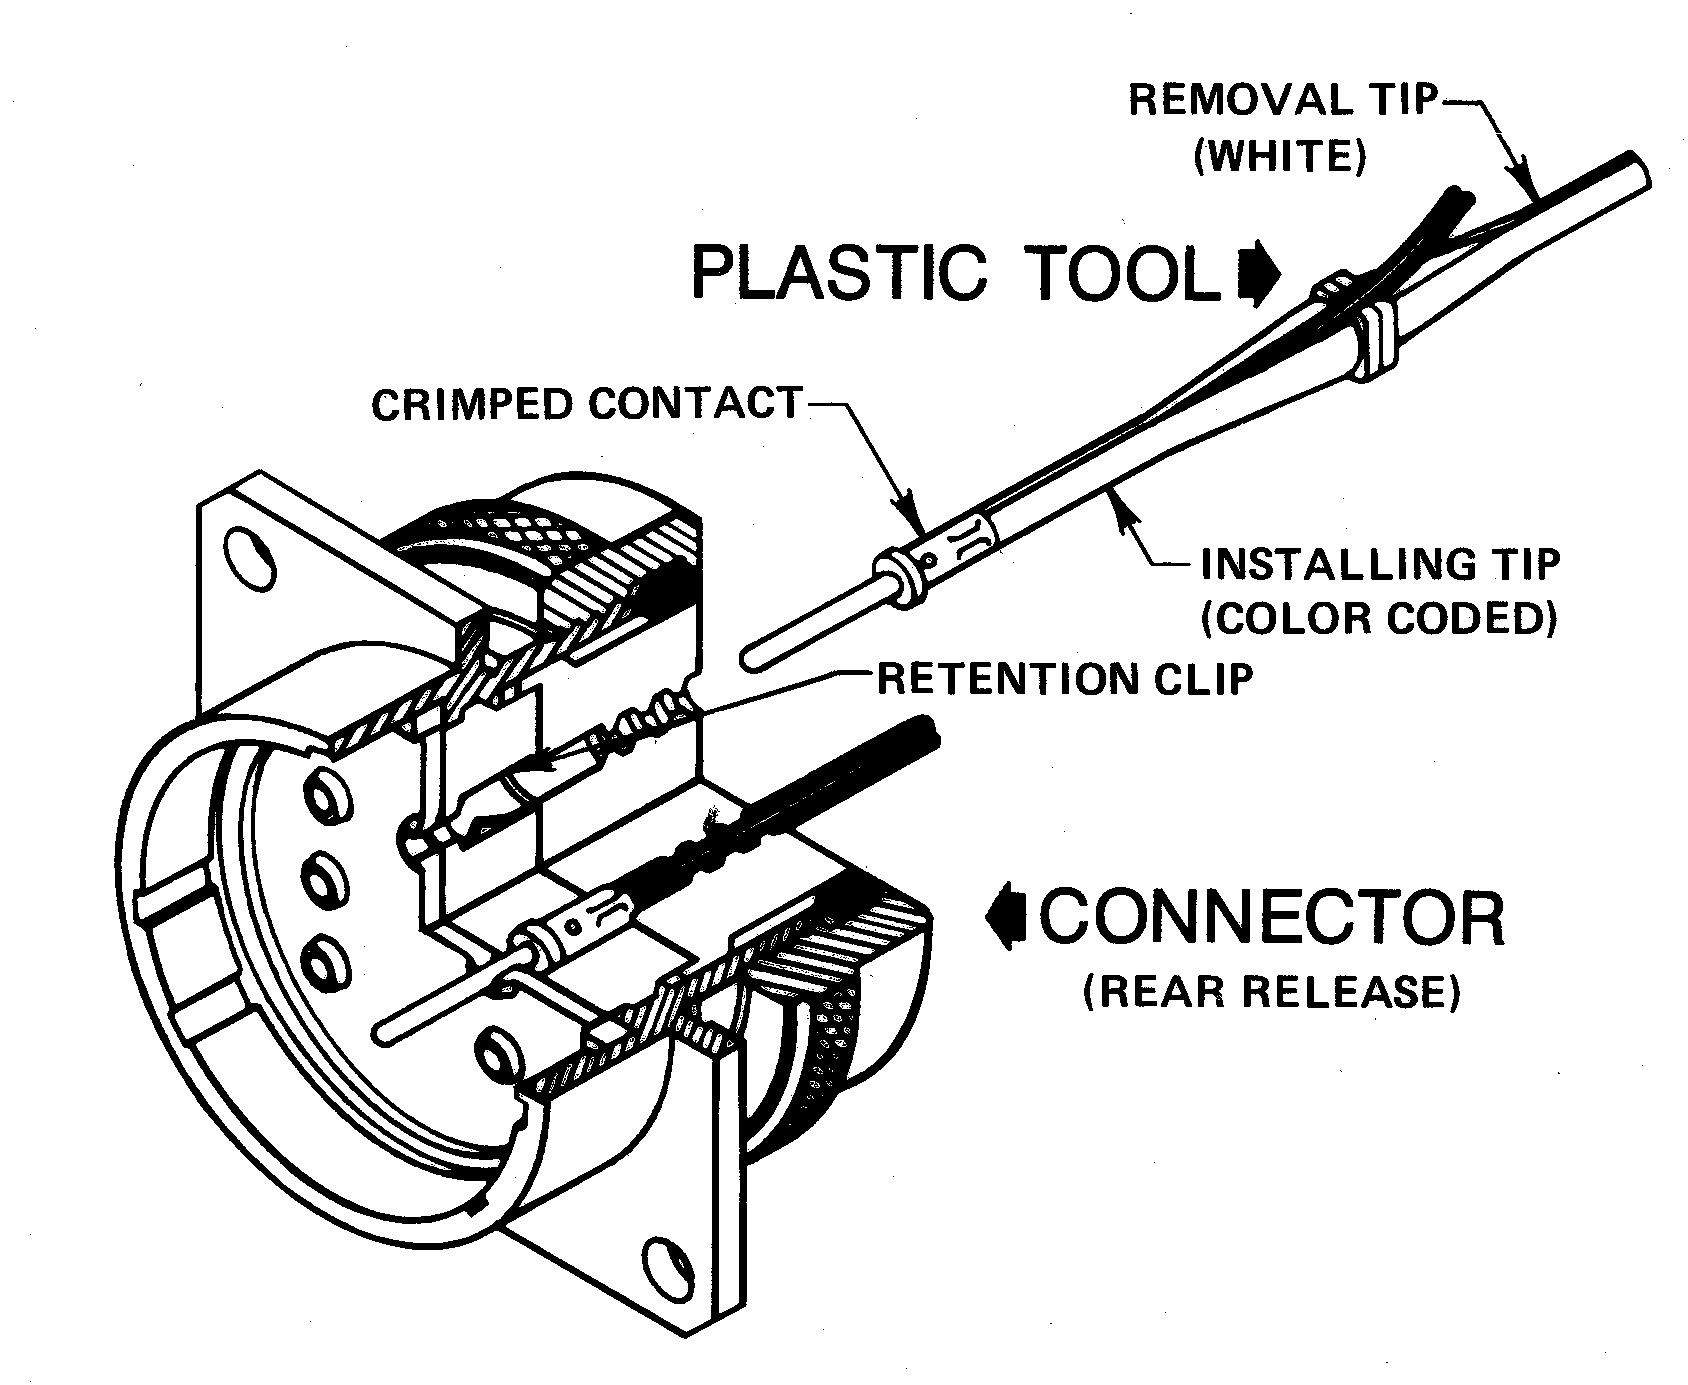 REMOVAL TIP
(WHITE)
PLASTIC TOOL
CRIMPED CONTACT
INSTALLING TIP
(COLOR CODED)
RETENTION CLIP
CONNECTOR
(REAR RELEASE)